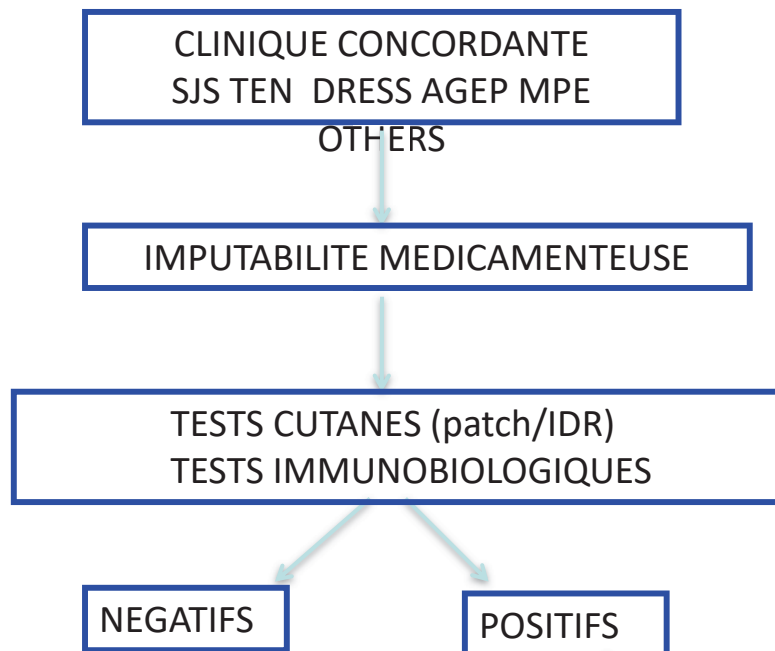 CLINIQUE CONCORDANTE
SJS TEN DRESS AGEP MPE
OTHERS
IMPUTABILITE MEDICAMENTEUSE
TESTS CUTANES (patch/IDR)
TESTS IMMUNOBIOLOGIQUES
NEGATIFS
POSITIFS